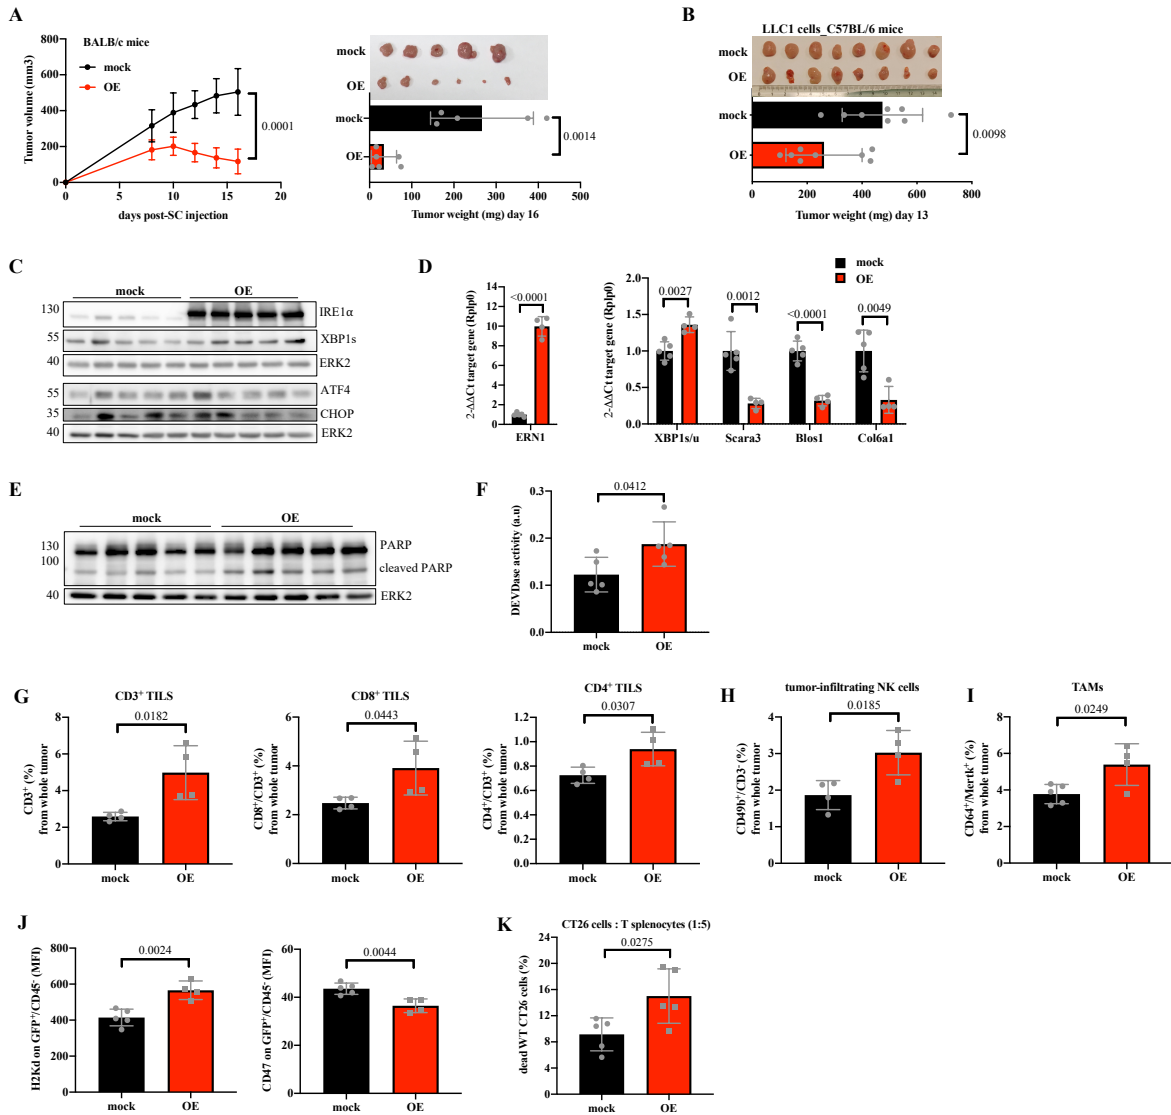 A
BALB/c mice
mock
OE
Tumor volume (mm3)
800
600
400
200
0
0.0001
0
5
10
15
20
days post-SC injection
mock
OE
mock
OE
0.0014
0
100
200
300
400
500
Tumor weight (mg) day 16
B
LLC1 cells_C57BL/6 mice
mock
OE
mock
OE
0.0098
0
200
400
600
800
Tumor weight (mg) day 13
C
mock
OE
130
IRE1α
55
XBP1s
40
ERK2
55
ATF4
35
CHOP
40
ERK2
D
mock
OE
2-ΔΔCt target gene (Rplp0)
14
12
10
8
6
4
2
0
<0.0001
ERN1
2-ΔΔCt target gene (Rplp0)
2.0
1.5
1.0
0.5
0.0
0.0027
0.0012
<0.0001
0.0049
XBP1s/u
Scara3
Blos1
Col6a1
E
mock
OE
130
100
PARP
cleaved PARP
40
ERK2
F
DEVDase activity (a.u)
0.3
0.2
0.1
0.0
0.0412
mock
OE
G
CD3⁺ TILS
CD3⁺ (%)
from whole tumor
8
6
4
2
0
0.0182
mock
OE
CD8⁺ TILS
CD8⁺/CD3⁺ (%)
from whole tumor
6
4
2
0
0.0443
mock
OE
CD4⁺ TILS
CD4⁺/CD3⁺ (%)
from whole tumor
1.2
1.0
0.8
0.6
0.4
0.2
0.0
0.0307
mock
OE
H
tumor-infiltrating NK cells
CD49b⁺/CD3⁻ (%)
from whole tumor
4
3
2
1
0
0.0185
mock
OE
I
TAMs
CD64⁺/Mertk⁺ (%)
from whole tumor
8
6
4
2
0
0.0249
mock
OE
J
H2Kd on GFP⁺/CD45⁻ (MFI)
800
600
400
200
0
0.0024
mock
OE
CD47 on GFP⁺/CD45⁻ (MFI)
60
40
20
0
0.0044
mock
OE
K
CT26 cells : T splenocytes (1:5)
dead WT CT26 cells (%)
24
20
16
12
8
4
0
0.0275
mock
OE